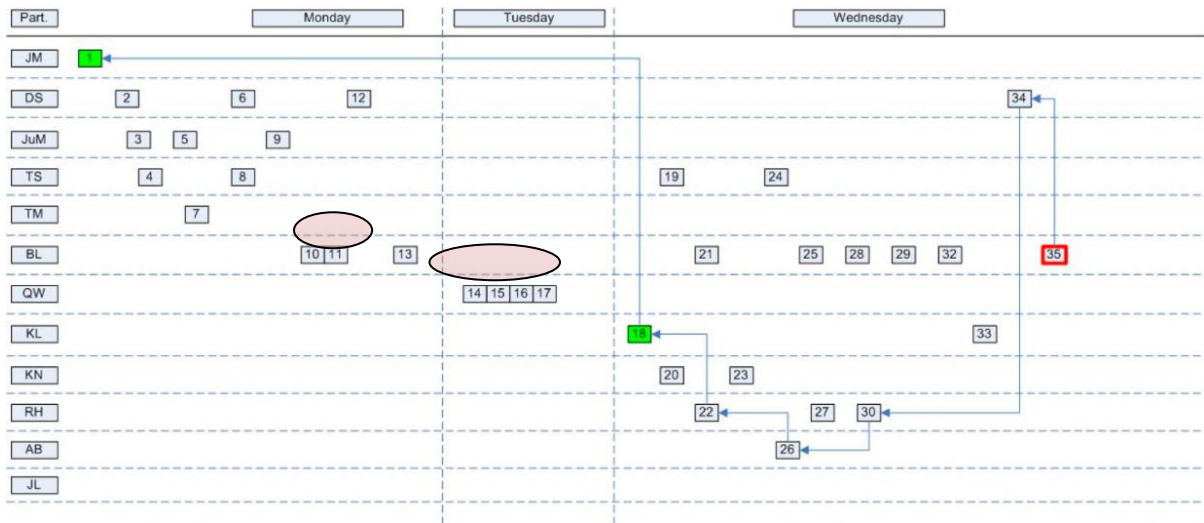 Part. Monday Tuesday Wednesday
JM 1
DS 2 6 12 34
JuM 3 5 9
TS 4 8 19 24
TM 7
BL 10 11 13 21 25 28 29 32 35
QW 14 15 16 17
KL 18 33
KN 20 23
RH 22 27 30
AB 26
JL